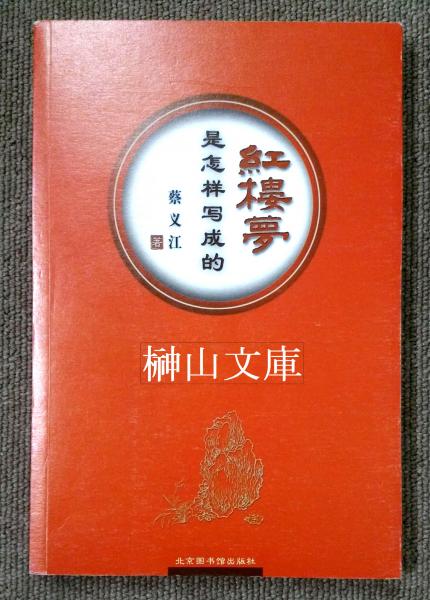 紅樓夢
是怎样写成的
蔡义江
著
榊山文庫
北京图书馆出版社